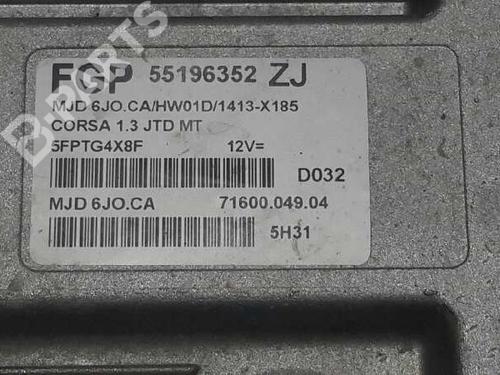 B-PARTS
FGP 55196352 ZJ
MJD 6JO.CA/HW01D/1413-X185
CORSA 1.3 JTD MT
5FPTG4X8F 12V=
D032
MJD 6JO.CA 71600.049.04
5H31